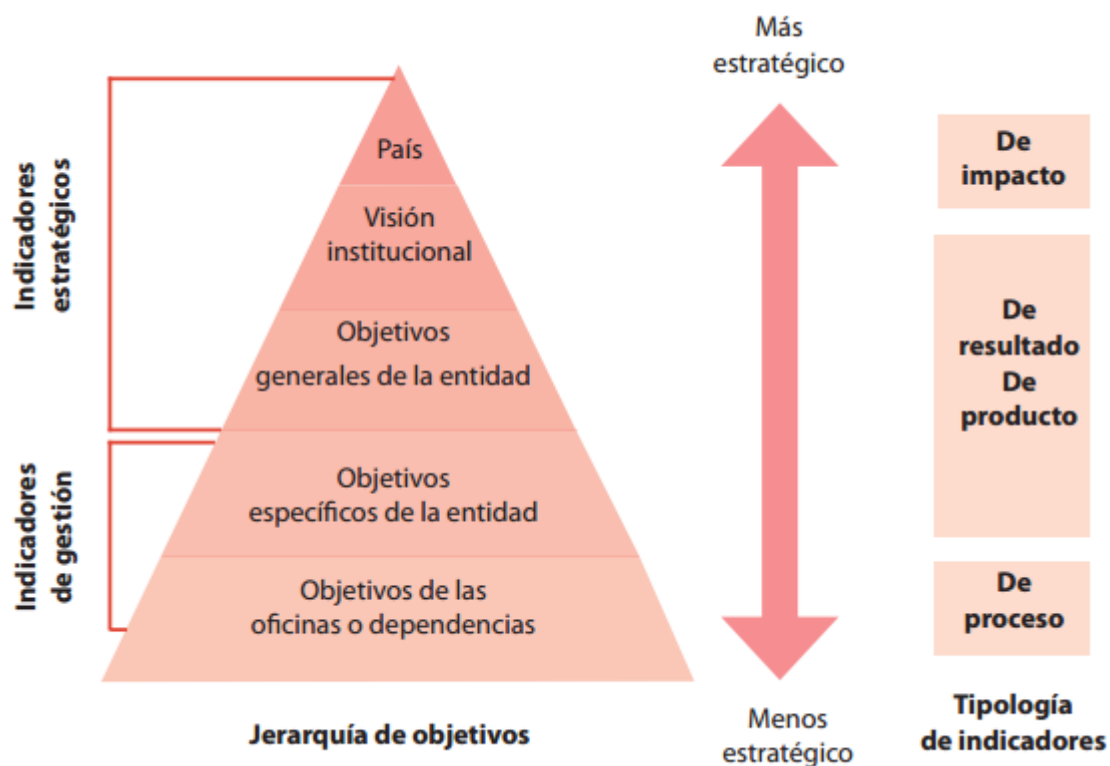 Indicadores
estratégicos
Indicadores
de gestión
País
Visión
institucional
Objetivos
generales de la entidad
Objetivos
específicos de la entidad
Objetivos de las
oficinas o dependencias
Jerarquía de objetivos
Más
estratégico
Menos
estratégico
De
impacto
De
resultado
De
producto
De
proceso
Tipología
de indicadores